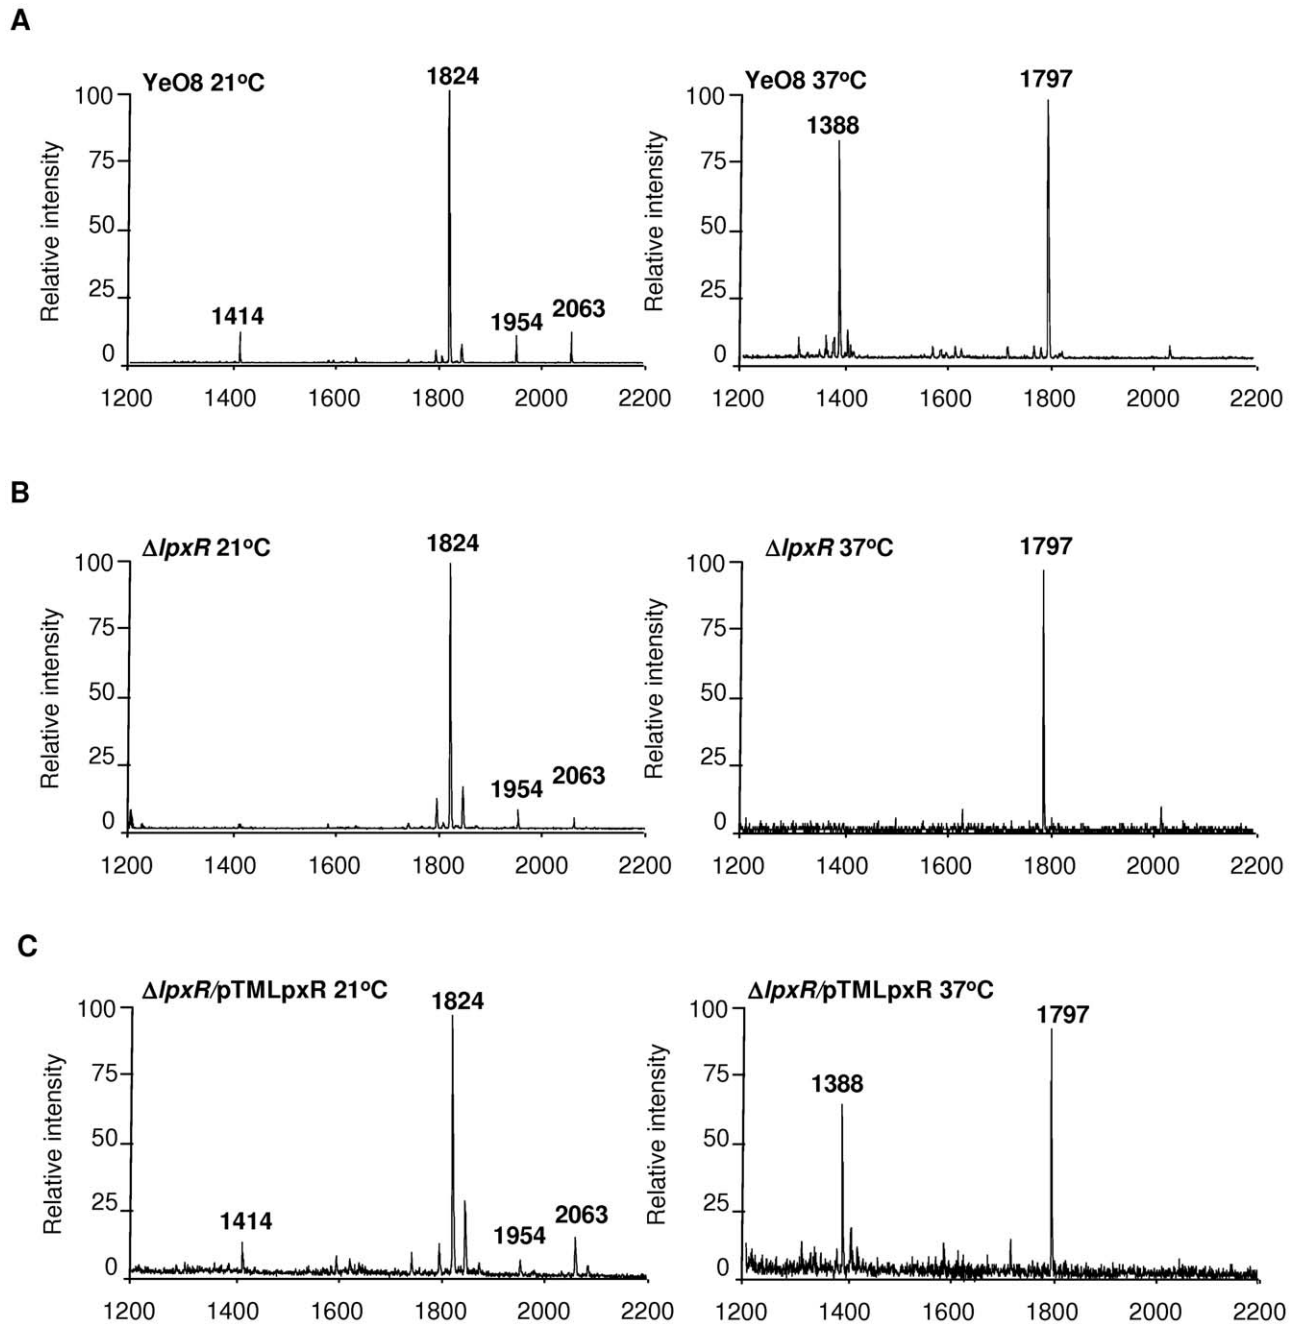 A
YeO8 21ºC
1824
1414
1954
2063
Relative intensity
100
75
50
25
0
1200 1400 1600 1800 2000 2200
YeO8 37ºC
1797
1388
Relative intensity
100
75
50
25
0
1200 1400 1600 1800 2000 2200
B
ΔlpxR 21ºC
1824
1954
2063
Relative intensity
100
75
50
25
0
1200 1400 1600 1800 2000 2200
ΔlpxR 37ºC
1797
Relative intensity
100
75
50
25
0
1200 1400 1600 1800 2000 2200
C
ΔlpxR/pTMLpxR 21ºC
1824
1414
1954
2063
Relative intensity
100
75
50
25
0
1200 1400 1600 1800 2000 2200
ΔlpxR/pTMLpxR 37ºC
1797
1388
Relative intensity
100
75
50
25
0
1200 1400 1600 1800 2000 2200